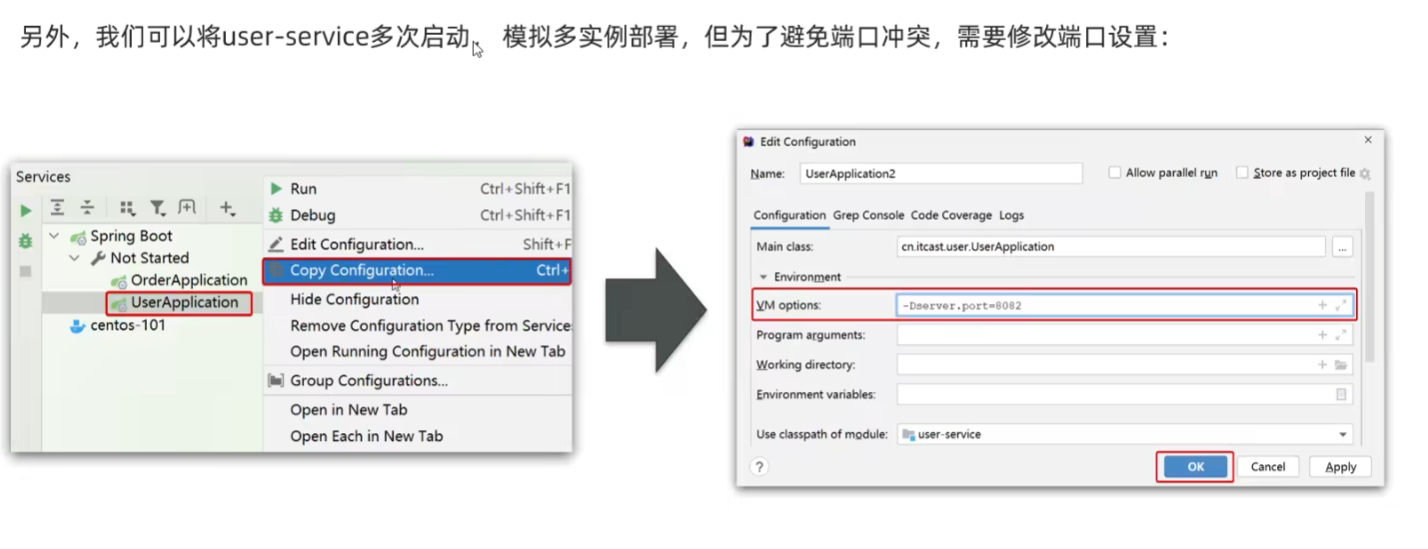 另外，我们可以将user-service多次启动， 模拟多实例部署，但为了避免端口冲突，需要修改端口设置：
Services
Spring Boot
Not Started
OrderApplication
UserApplication
centos-101
Run Ctrl+Shift+F1
Debug Ctrl+Shift+F1
Edit Configuration... Shift+F
Copy Configuration... Ctrl+
Hide Configuration
Remove Configuration Type from Service
Open Running Configuration in New Tab
Group Configurations...
Open in New Tab
Open Each in New Tab
Edit Configuration
Name: UserApplication2 Allow parallel run Store as project file
Configuration Grep Console Code Coverage Logs
Main class: cn.itcast.user.UserApplication ...
Environment
VM options: -Dserver.port=8082
Program arguments:
Working directory:
Environment variables:
Use classpath of module: user-service
? OK Cancel Apply